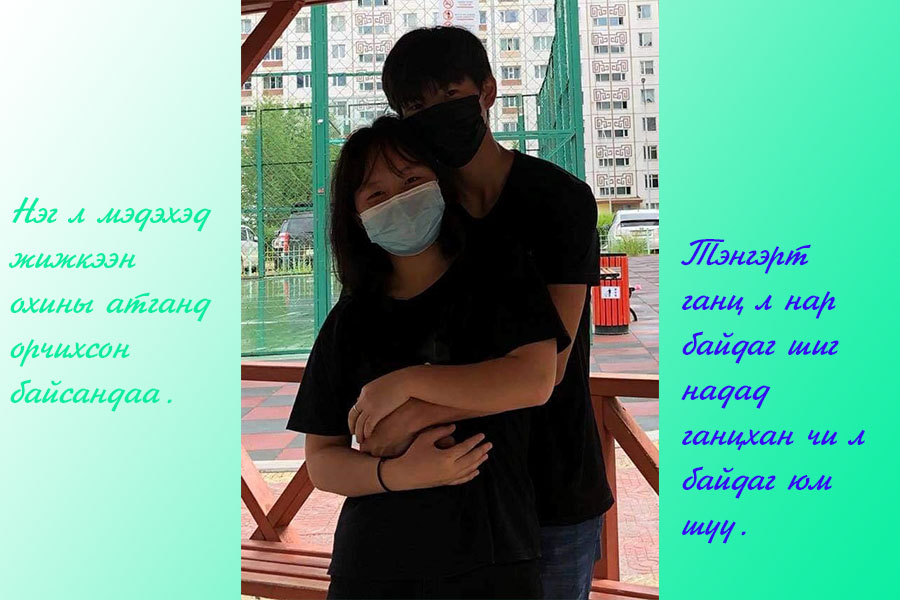 Нэг л мэдэхэд
жижкээн
охины атганд
орчихсон
байсандаа.
Тэнгэрт
ганц л нар
байдаг шиг
надад
ганцхан чи л
байдаг юм
шүү.